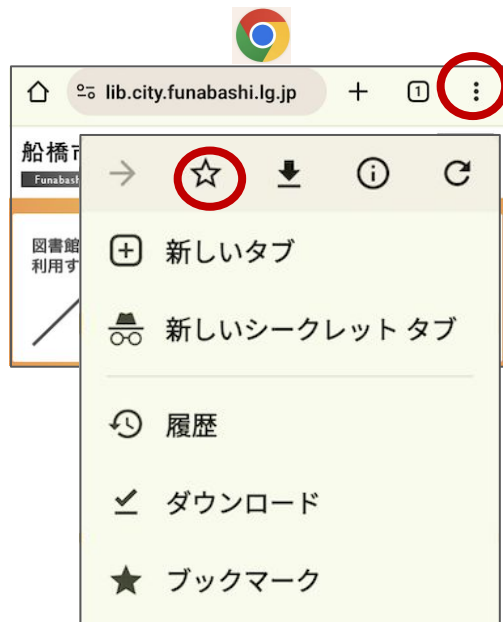 lib.city.funabashi.lg.jp
1
船橋市
Funabash
図書館
利用す
新しいタブ
新しいシークレット タブ
履歴
ダウンロード
ブックマーク